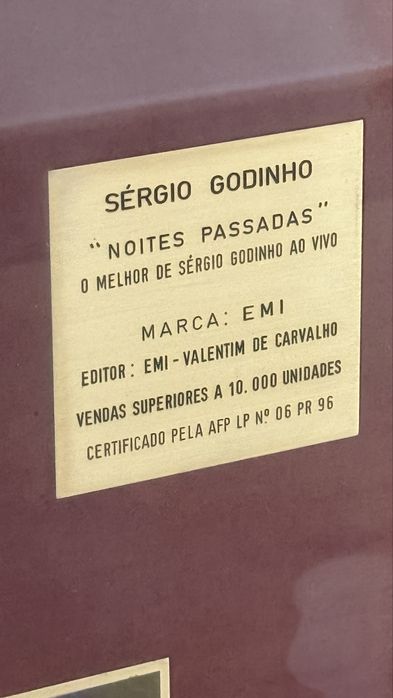 SÉRGIO GODINHO
"NOITES PASSADAS"
O MELHOR DE SÉRGIO GODINHO AO VIVO
MARCA: EMI
EDITOR: EMI-VALENTIM DE CARVALHO
VENDAS SUPERIORES A 10.000 UNIDADES
CERTIFICADO PELA AFP LP Nº 06 PR 96